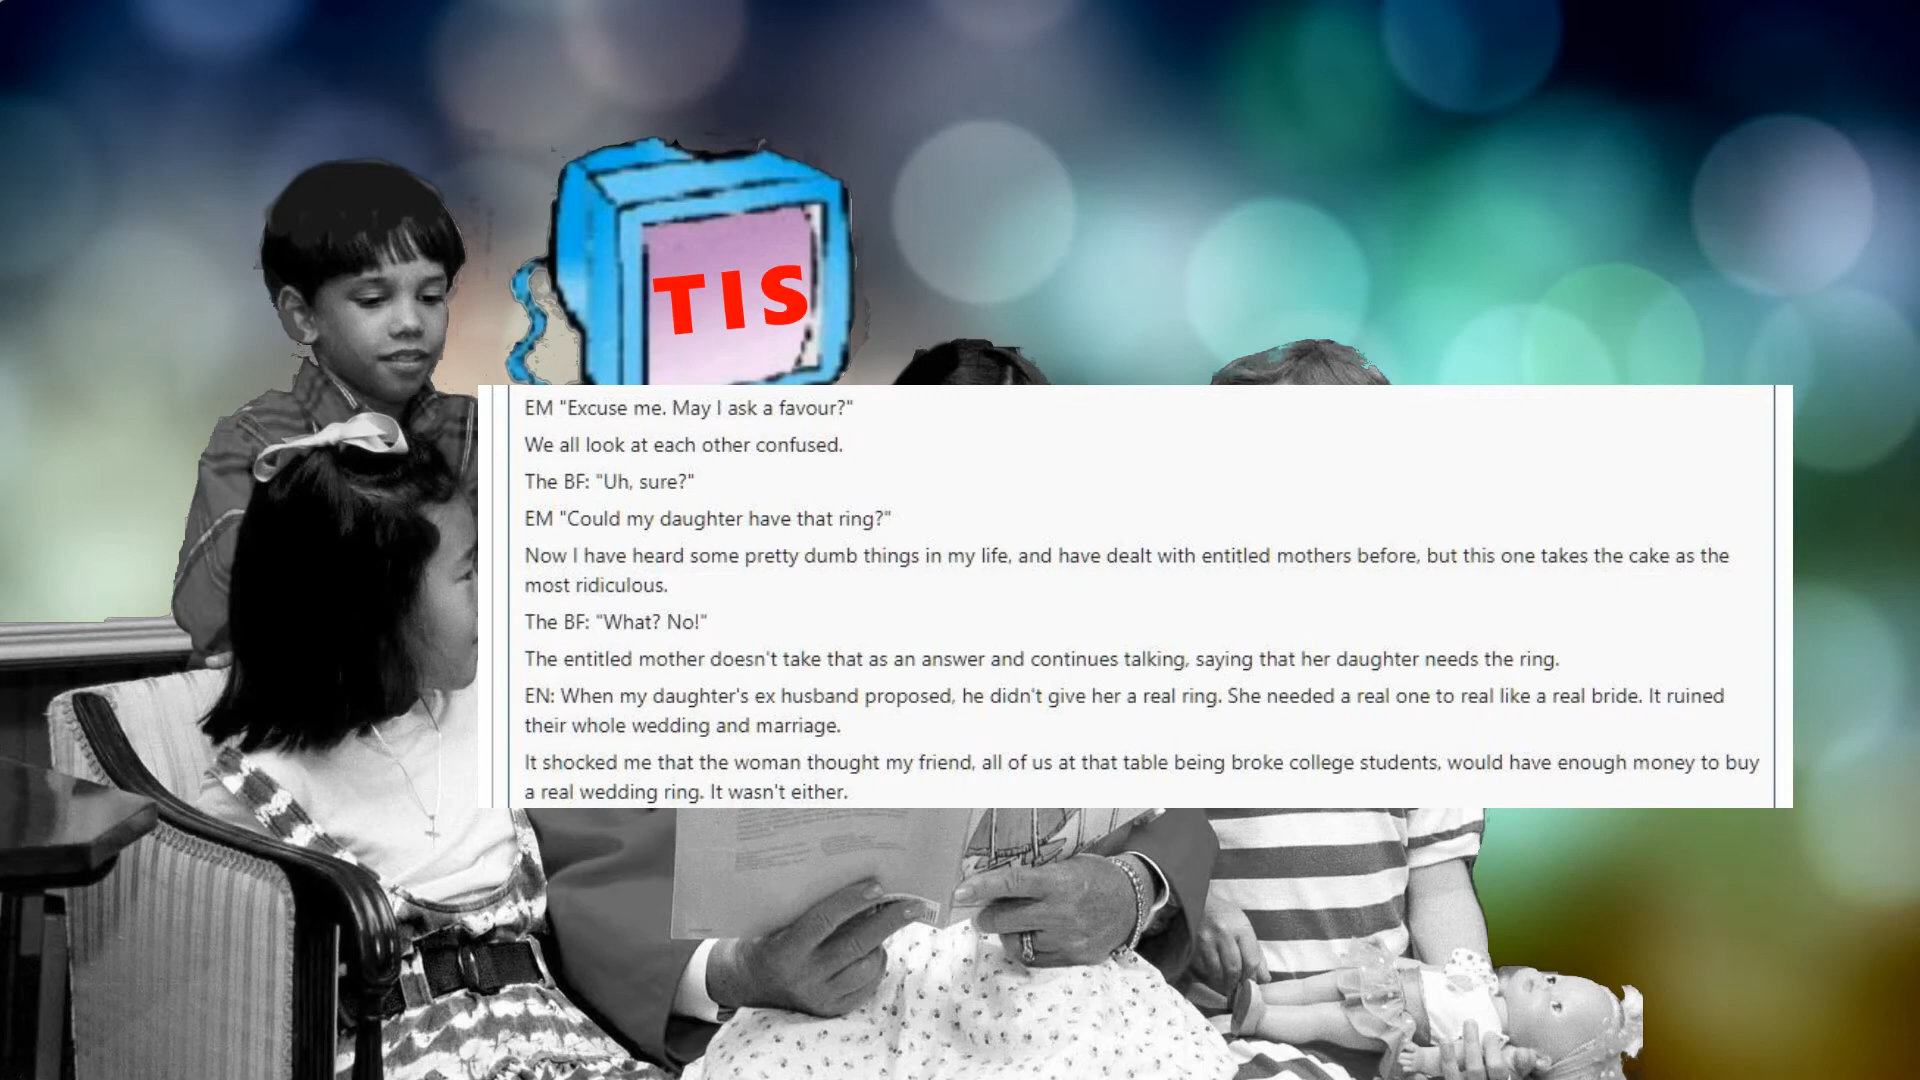 TIS
EM "Excuse me. May I ask a favour?"
We all look at each other confused.
The BF: "Uh, sure?"
EM "Could my daughter have that ring?"
Now I have heard some pretty dumb things in my life, and have dealt with entitled mothers before, but this one takes the cake as the
most ridiculous.
The BF: "What? No!"
The entitled mother doesn't take that as an answer and continues talking, saying that her daughter needs the ring.
EN: When my daughter's ex husband proposed, he didn't give her a real ring. She needed a real one to real like a real bride. It ruined
their whole wedding and marriage.
It shocked me that the woman thought my friend, all of us at that table being broke college students, would have enough money to buy
a real wedding ring. It wasn't either.